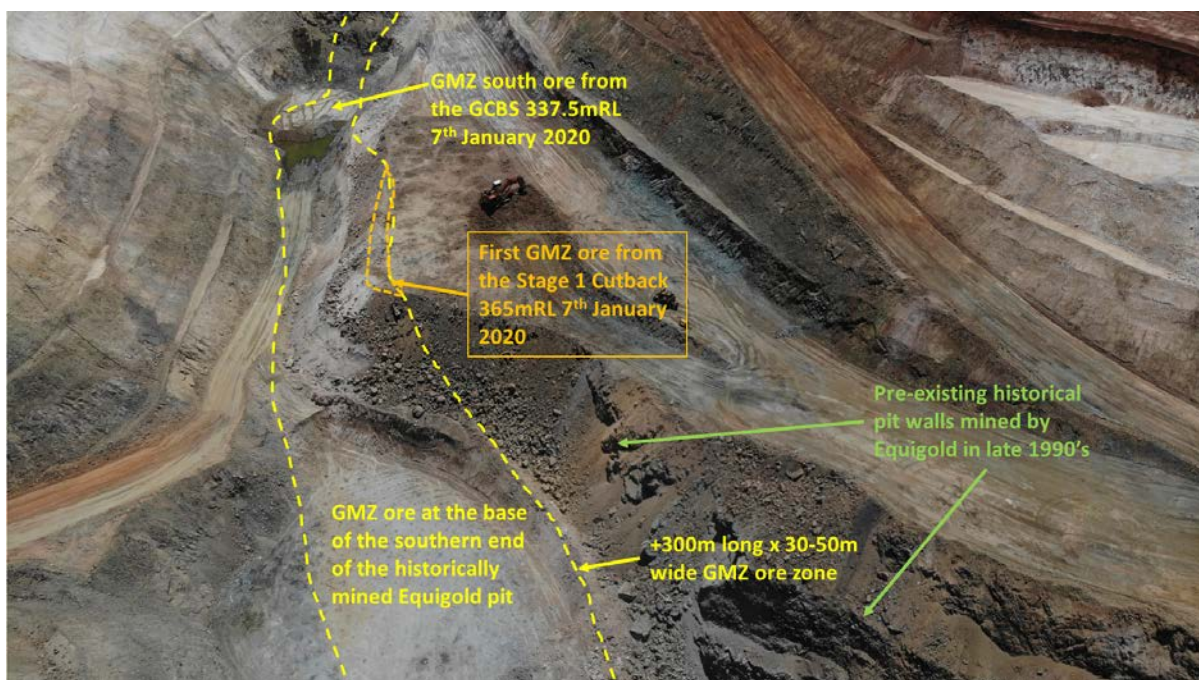 GMZ south ore from
the GCBS 337.5mRL
7th January 2020
First GMZ ore from
the Stage 1 Cutback
365mRL 7th January
2020
Pre-existing historical
pit walls mined by
Equigold in late 1990's
GMZ ore at the base
of the southern end
of the historically
mined Equigold pit
+300m long x 30-50m
wide GMZ ore zone